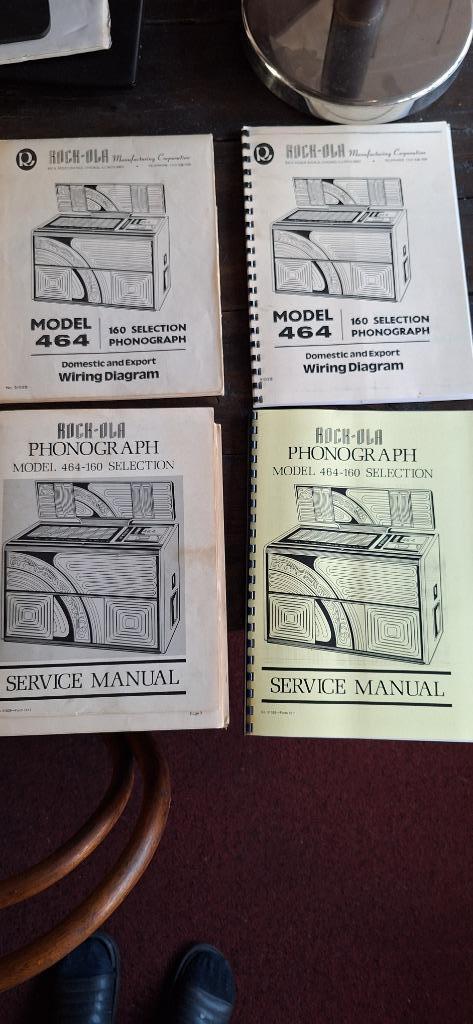 ROCK-OLA Manufacturing Corporation
MODEL
464
160 SELECTION
PHONOGRAPH
Domestic and Export
Wiring Diagram
ROCK-OLA Manufacturing Corporation
MODEL
464
160 SELECTION
PHONOGRAPH
Domestic and Export
Wiring Diagram
ROCK-OLA
PHONOGRAPH
MODEL 464-160 SELECTION
SERVICE MANUAL
ROCK-OLA
PHONOGRAPH
MODEL 464-160 SELECTION
SERVICE MANUAL